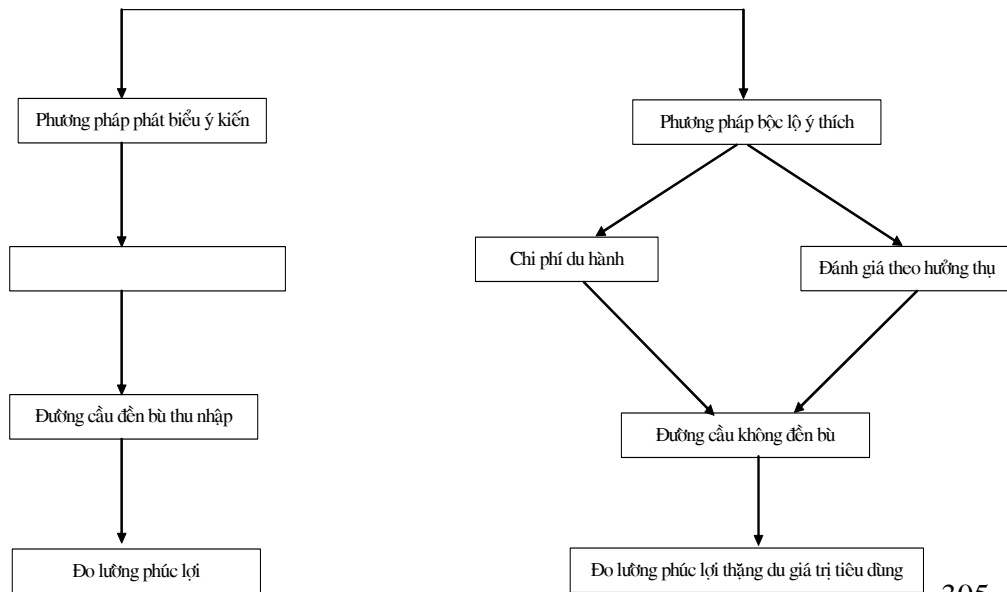 Phương pháp phát biểu ý kiến
Phương pháp bộc lộ ý thích
Chi phí du hành
Đánh giá theo hưởng thụ
Đường cầu đền bù thu nhập
Đường cầu không đền bù
Đo lường phúc lợi
Đo lường phúc lợi thặng du giá trị tiêu dùng